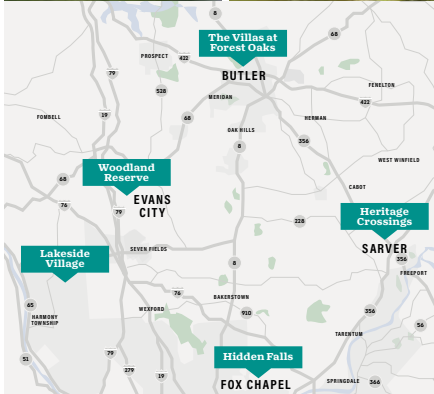 8
The Villas at
Forest Oaks
68
PROSPECT
422
BUTLER
79
528
MERIDAN
FENELTON
422
19
FOMBELL
68
HERMAN
OAK HILLS
8
356
WEST WINFIELD
Woodland
Reserve
68
CABOT
76
EVANS
CITY
79
228
Heritage
Crossings
SARVER
SEVEN FIELDS
Lakeside
Village
356
8
FREEPORT
76
BAKERSTOWN
65
WEXFORD
910
356
HARMONY
TOWNSHIP
56
TARENTUM
51
79
Hidden Falls
279
19
FOX CHAPEL
SPRINGDALE
366